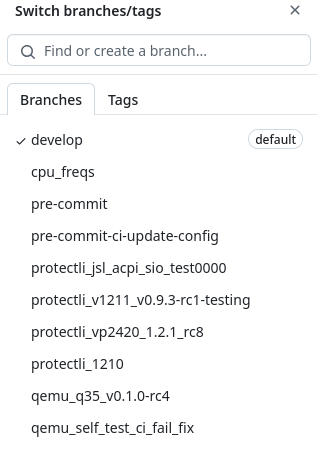 Switch branches/tags
Find or create a branch...
Branches Tags
develop default
cpu_freqs
pre-commit
pre-commit-ci-update-config
protectli_jsl_acpi_sio_test0000
protectli_v1211_v0.9.3-rc1-testing
protectli_vp2420_1.2.1_rc8
protectli_1210
qemu_q35_v0.1.0-rc4
qemu_self_test_ci_fail_fix